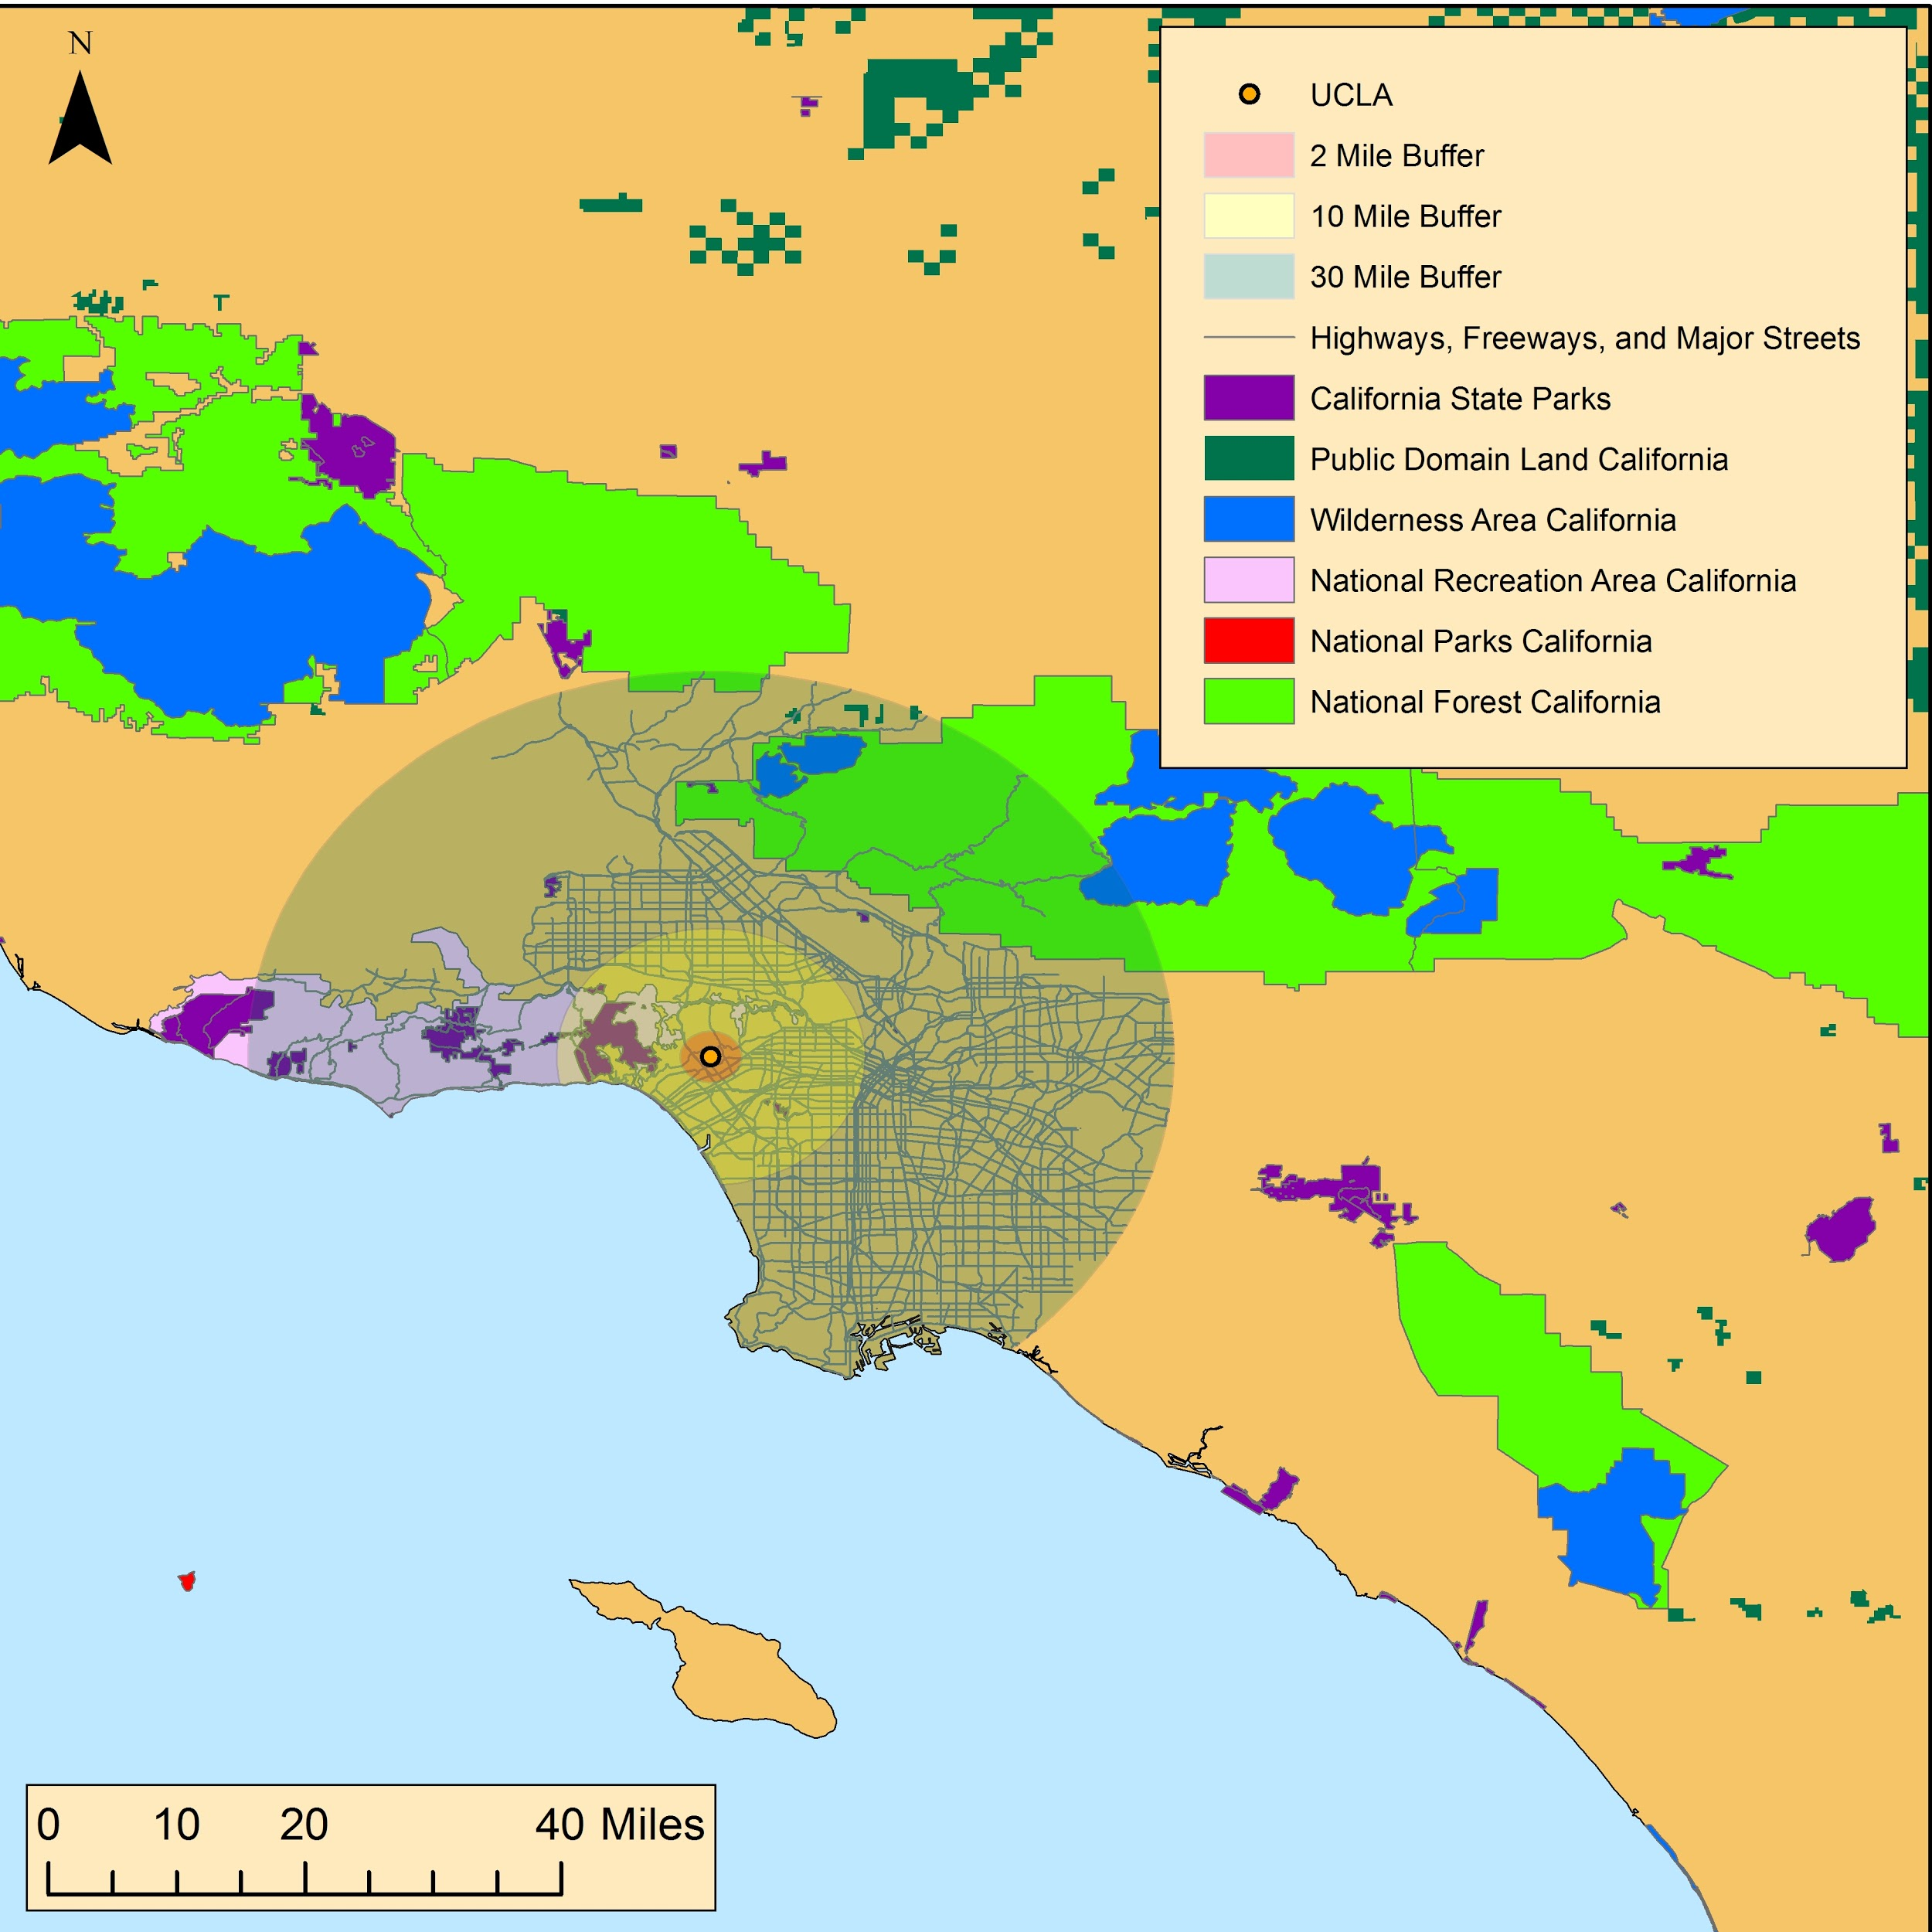 N
UCLA
2 Mile Buffer
10 Mile Buffer
30 Mile Buffer
Highways, Freeways, and Major Streets
California State Parks
Public Domain Land California
Wilderness Area California
National Recreation Area California
National Parks California
National Forest California
0 10 20 40 Miles